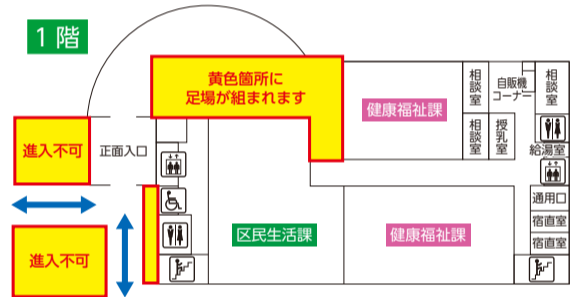 1階
黄色箇所に
足場が組まれます
相談室
自販機
コーナー
相談室
健康福祉課
進入不可
正面入口
相談室
授乳室
給湯室
通用口
宿直室
宿直室
区民生活課
健康福祉課
進入不可